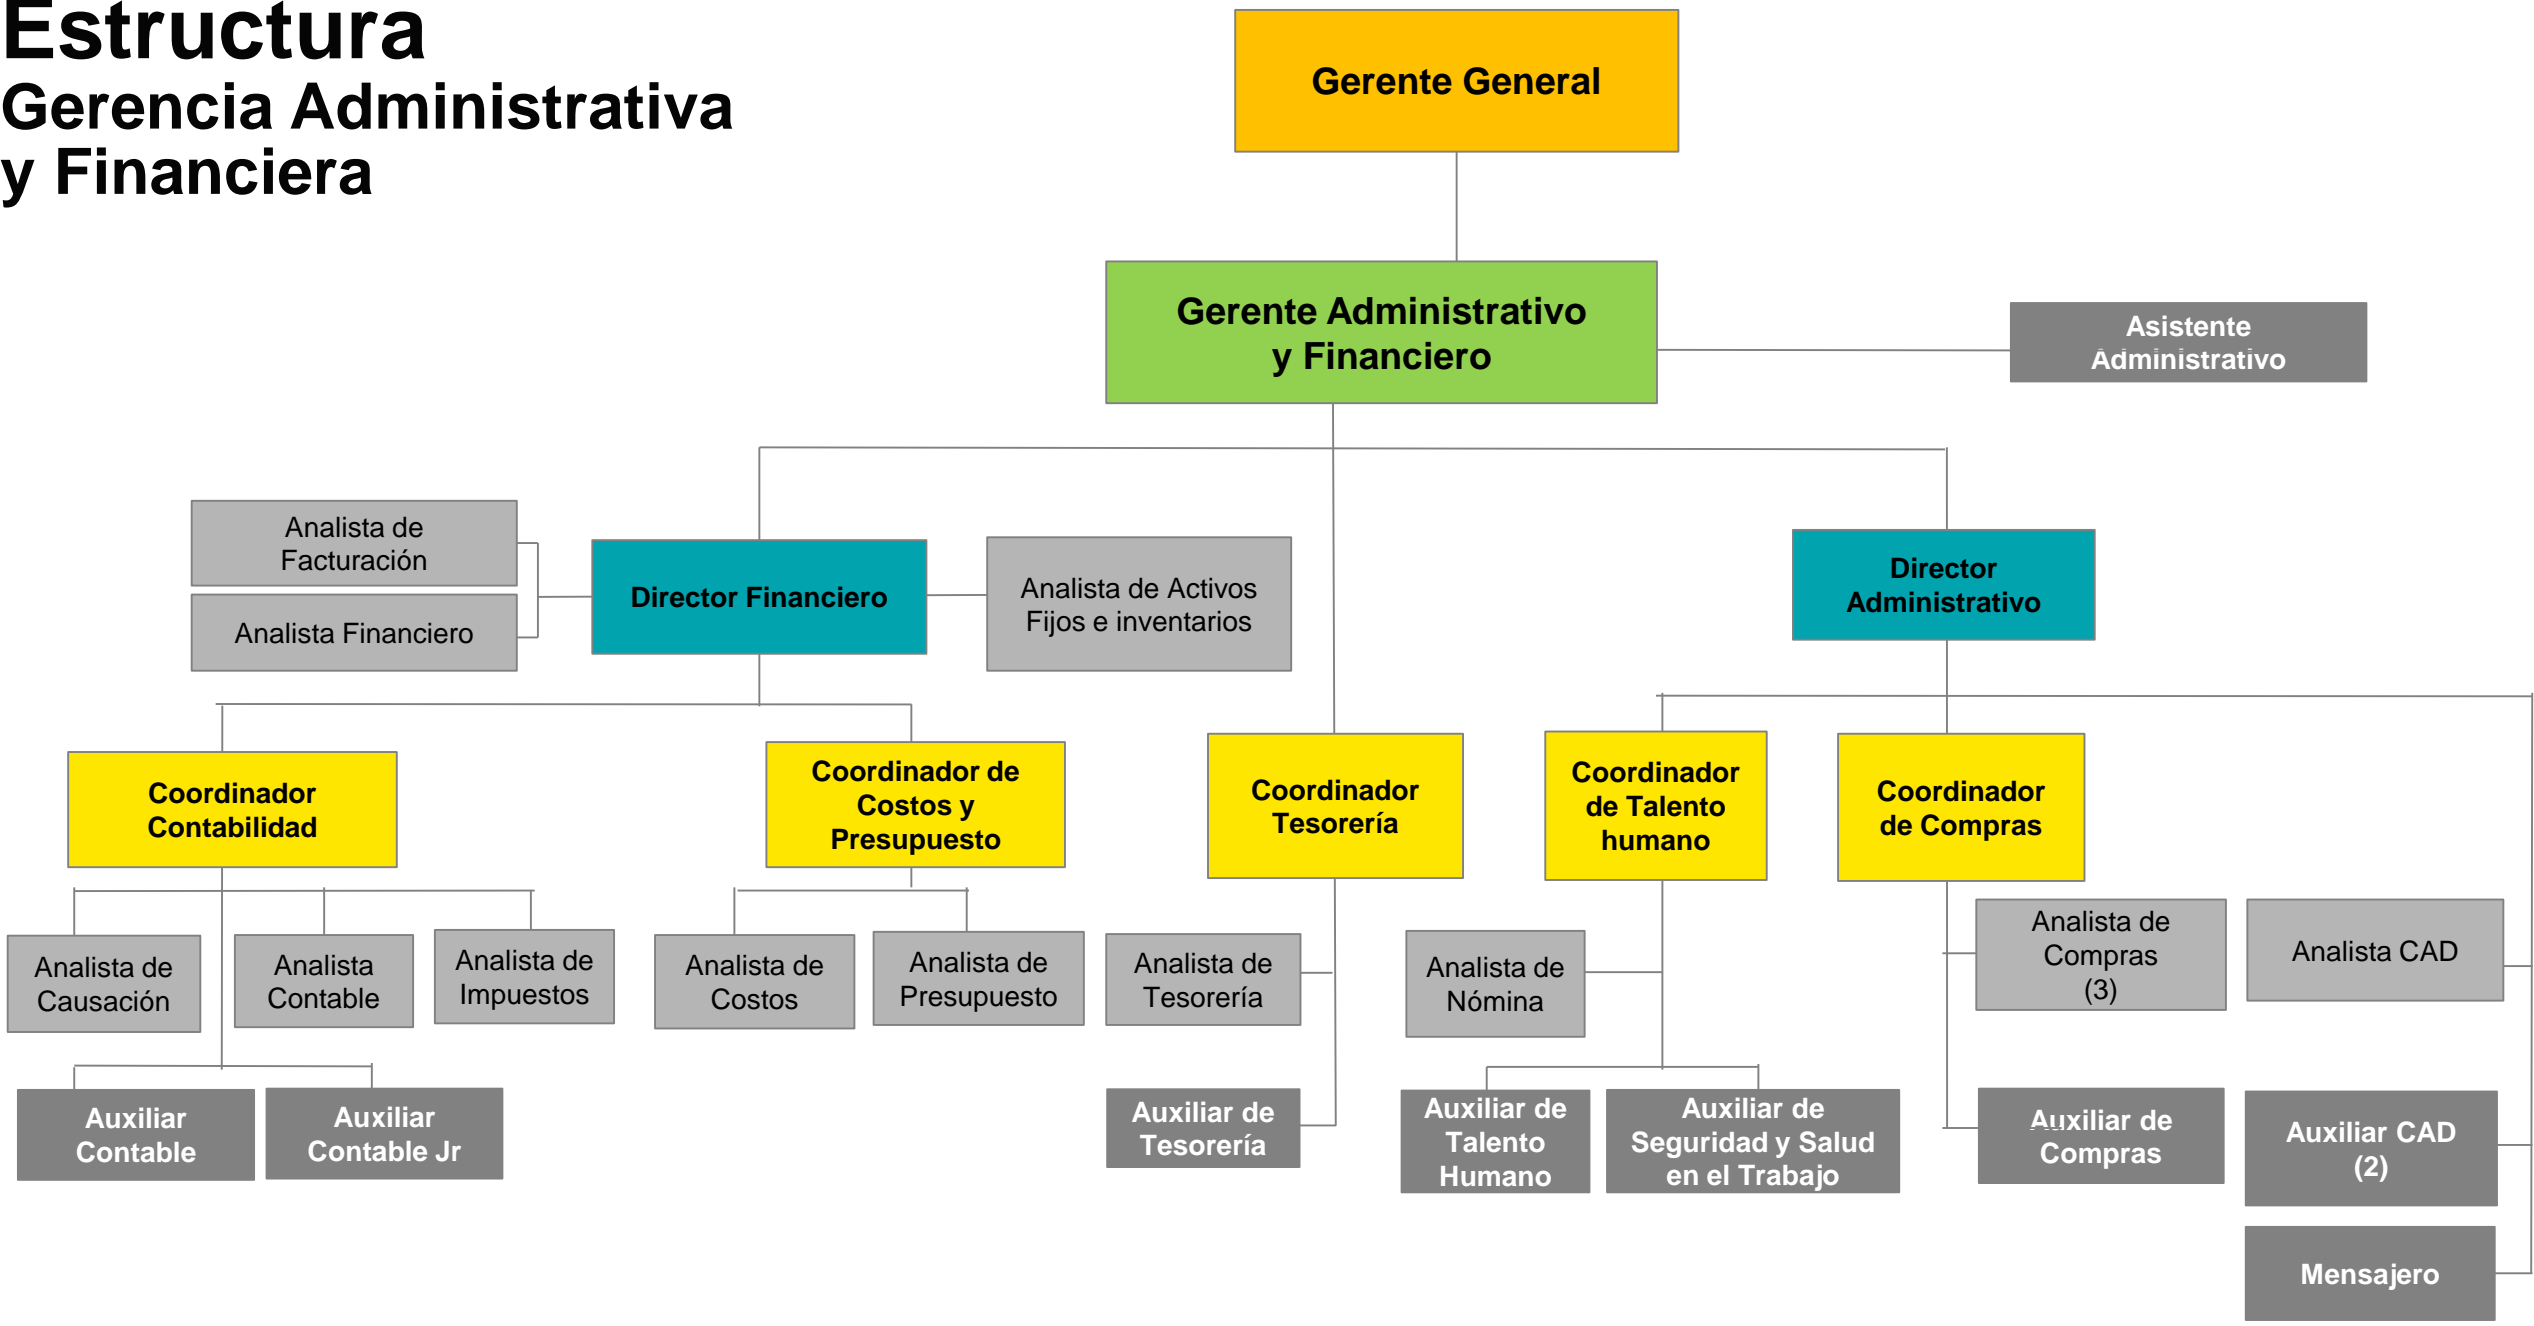 Estructura
Gerencia Administrativa
y Financiera
Gerente General
Gerente Administrativo
y Financiero
Asistente
Administrativo
Analista de
Facturación
Analista Financiero
Director Financiero
Analista de Activos
Fijos e inventarios
Director
Administrativo
Coordinador
Contabilidad
Coordinador de
Costos y
Presupuesto
Coordinador
Tesorería
Coordinador
de Talento
humano
Coordinador
de Compras
Analista de
Causación
Analista
Contable
Analista de
Impuestos
Analista de
Costos
Analista de
Presupuesto
Analista de
Tesorería
Analista de
Nómina
Analista de
Compras
(3)
Analista CAD
Auxiliar
Contable
Auxiliar
Contable Jr
Auxiliar de
Tesorería
Auxiliar de
Talento
Humano
Auxiliar de
Seguridad y Salud
en el Trabajo
Auxiliar de
Compras
Auxiliar CAD
(2)
Mensajero